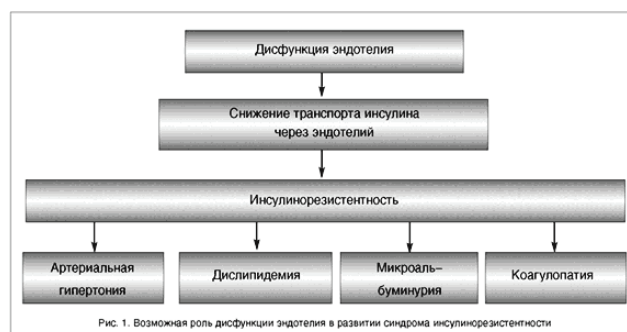 Дисфункция эндотелия
Снижение транспорта инсулина
через эндотелий
Инсулинорезистентность
Артериальная
гипертония
Дислипидемия
Микроаль-
буминурия
Коагулопатия
Рис. 1. Возможная роль дисфункции эндотелия в развитии синдрома инсулинорезистентности